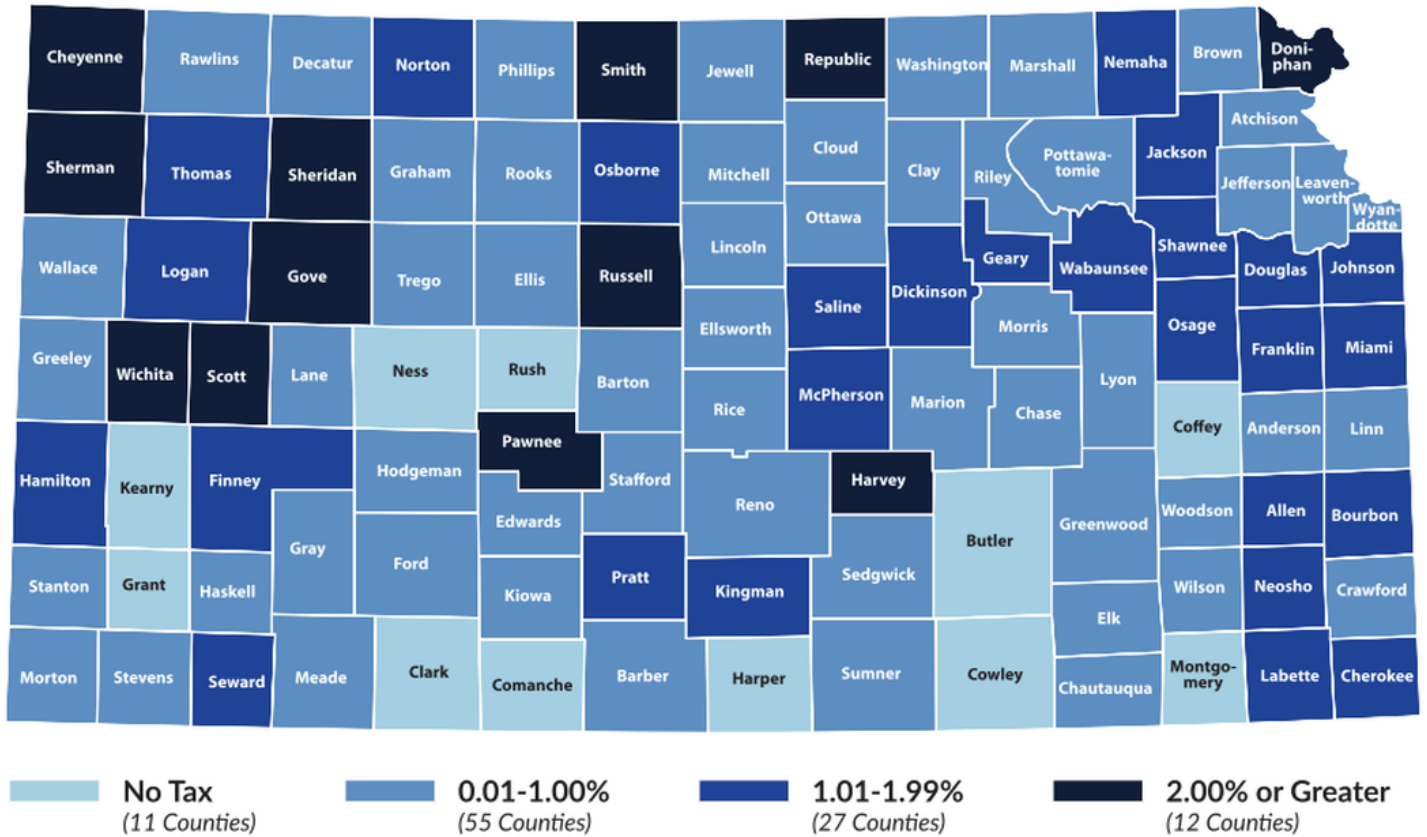 Cheyenne
Rawlins
Decatur
Norton
Phillips
Smith
Jewell
Republic
Washington
Marshall
Nemaha
Brown
Doni-
phan
Sherman
Thomas
Sheridan
Graham
Rooks
Osborne
Mitchell
Cloud
Clay
Riley
Pottawa-
tomie
Jackson
Atchison
Jefferson
Leaven-
worth
Wyan-
dotte
Wallace
Logan
Gove
Trego
Ellis
Russell
Lincoln
Ottawa
Saline
Dickinson
Geary
Wabaunsee
Shawnee
Douglas
Johnson
Greeley
Wichita
Scott
Lane
Ness
Rush
Barton
Ellsworth
Rice
McPherson
Marion
Morris
Chase
Lyon
Osage
Franklin
Miami
Coffey
Anderson
Linn
Hamilton
Kearny
Finney
Hodgeman
Pawnee
Stafford
Edwards
Reno
Harvey
Butler
Greenwood
Woodson
Allen
Bourbon
Stanton
Grant
Haskell
Gray
Ford
Kiowa
Pratt
Kingman
Sedgwick
Elk
Wilson
Neosho
Crawford
Morton
Stevens
Seward
Meade
Clark
Comanche
Barber
Harper
Sumner
Cowley
Chautauqua
Montgo-
mery
Labette
Cherokee
No Tax
(11 Counties)
0.01-1.00%
(55 Counties)
1.01-1.99%
(27 Counties)
2.00% or Greater
(12 Counties)